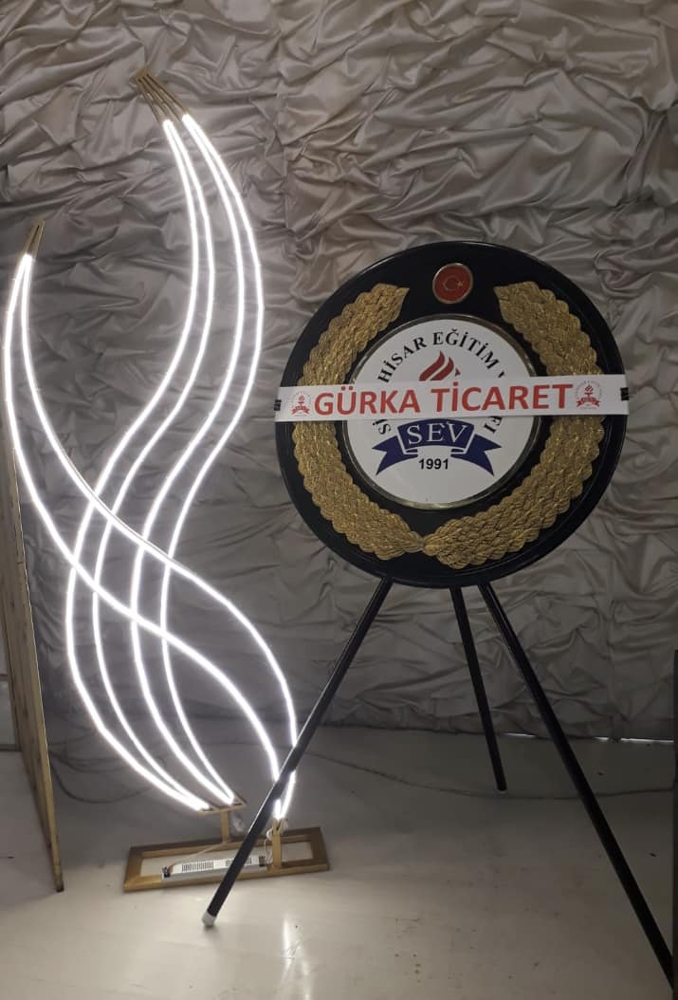 HİSAR EĞİTİM
GÜRKA TİCARET
SEV
1991